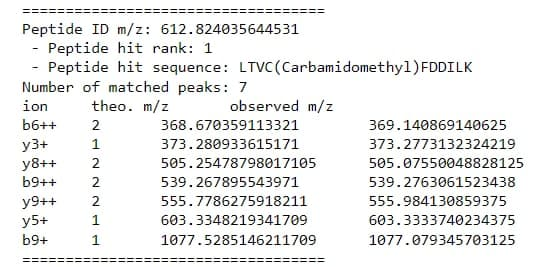 ===================================
Peptide ID m/z: 612.824035644531
 - Peptide hit rank: 1
 - Peptide hit sequence: LTVC(Carbamidomethyl)FDDILK
Number of matched peaks: 7
ion theo. m/z observed m/z
b6++ 2 368.670359113321 369.140869140625
y3+ 1 373.280933615171 373.2773132324219
y8++ 2 505.25478798017105 505.07550048828125
b9++ 2 539.267895543971 539.2763061523438
y9++ 2 555.7786275918211 555.984130859375
y5+ 1 603.3348219341709 603.3333740234375
b9+ 1 1077.5285146211709 1077.079345703125
===================================